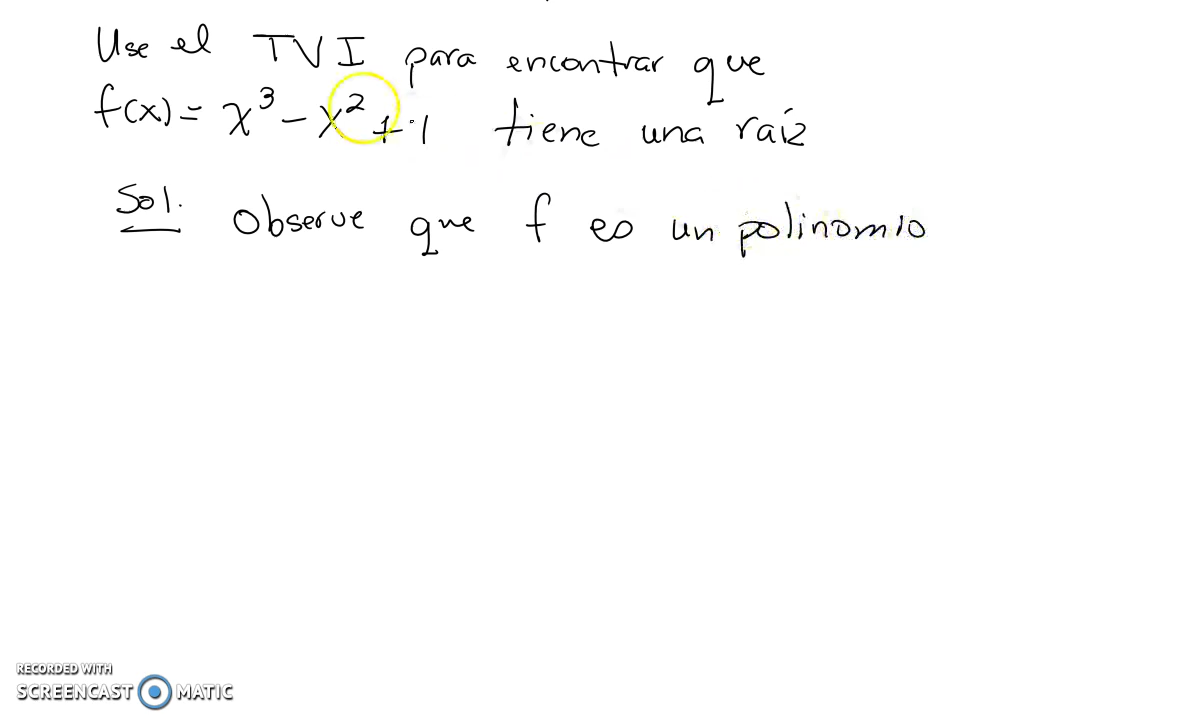 Use el TVI para encontrar que
f(x) = x³ - x² + 1 tiene una raíz
Sol. Observe que f es un polinomio
RECORDED WITH
SCREENCAST MATIC